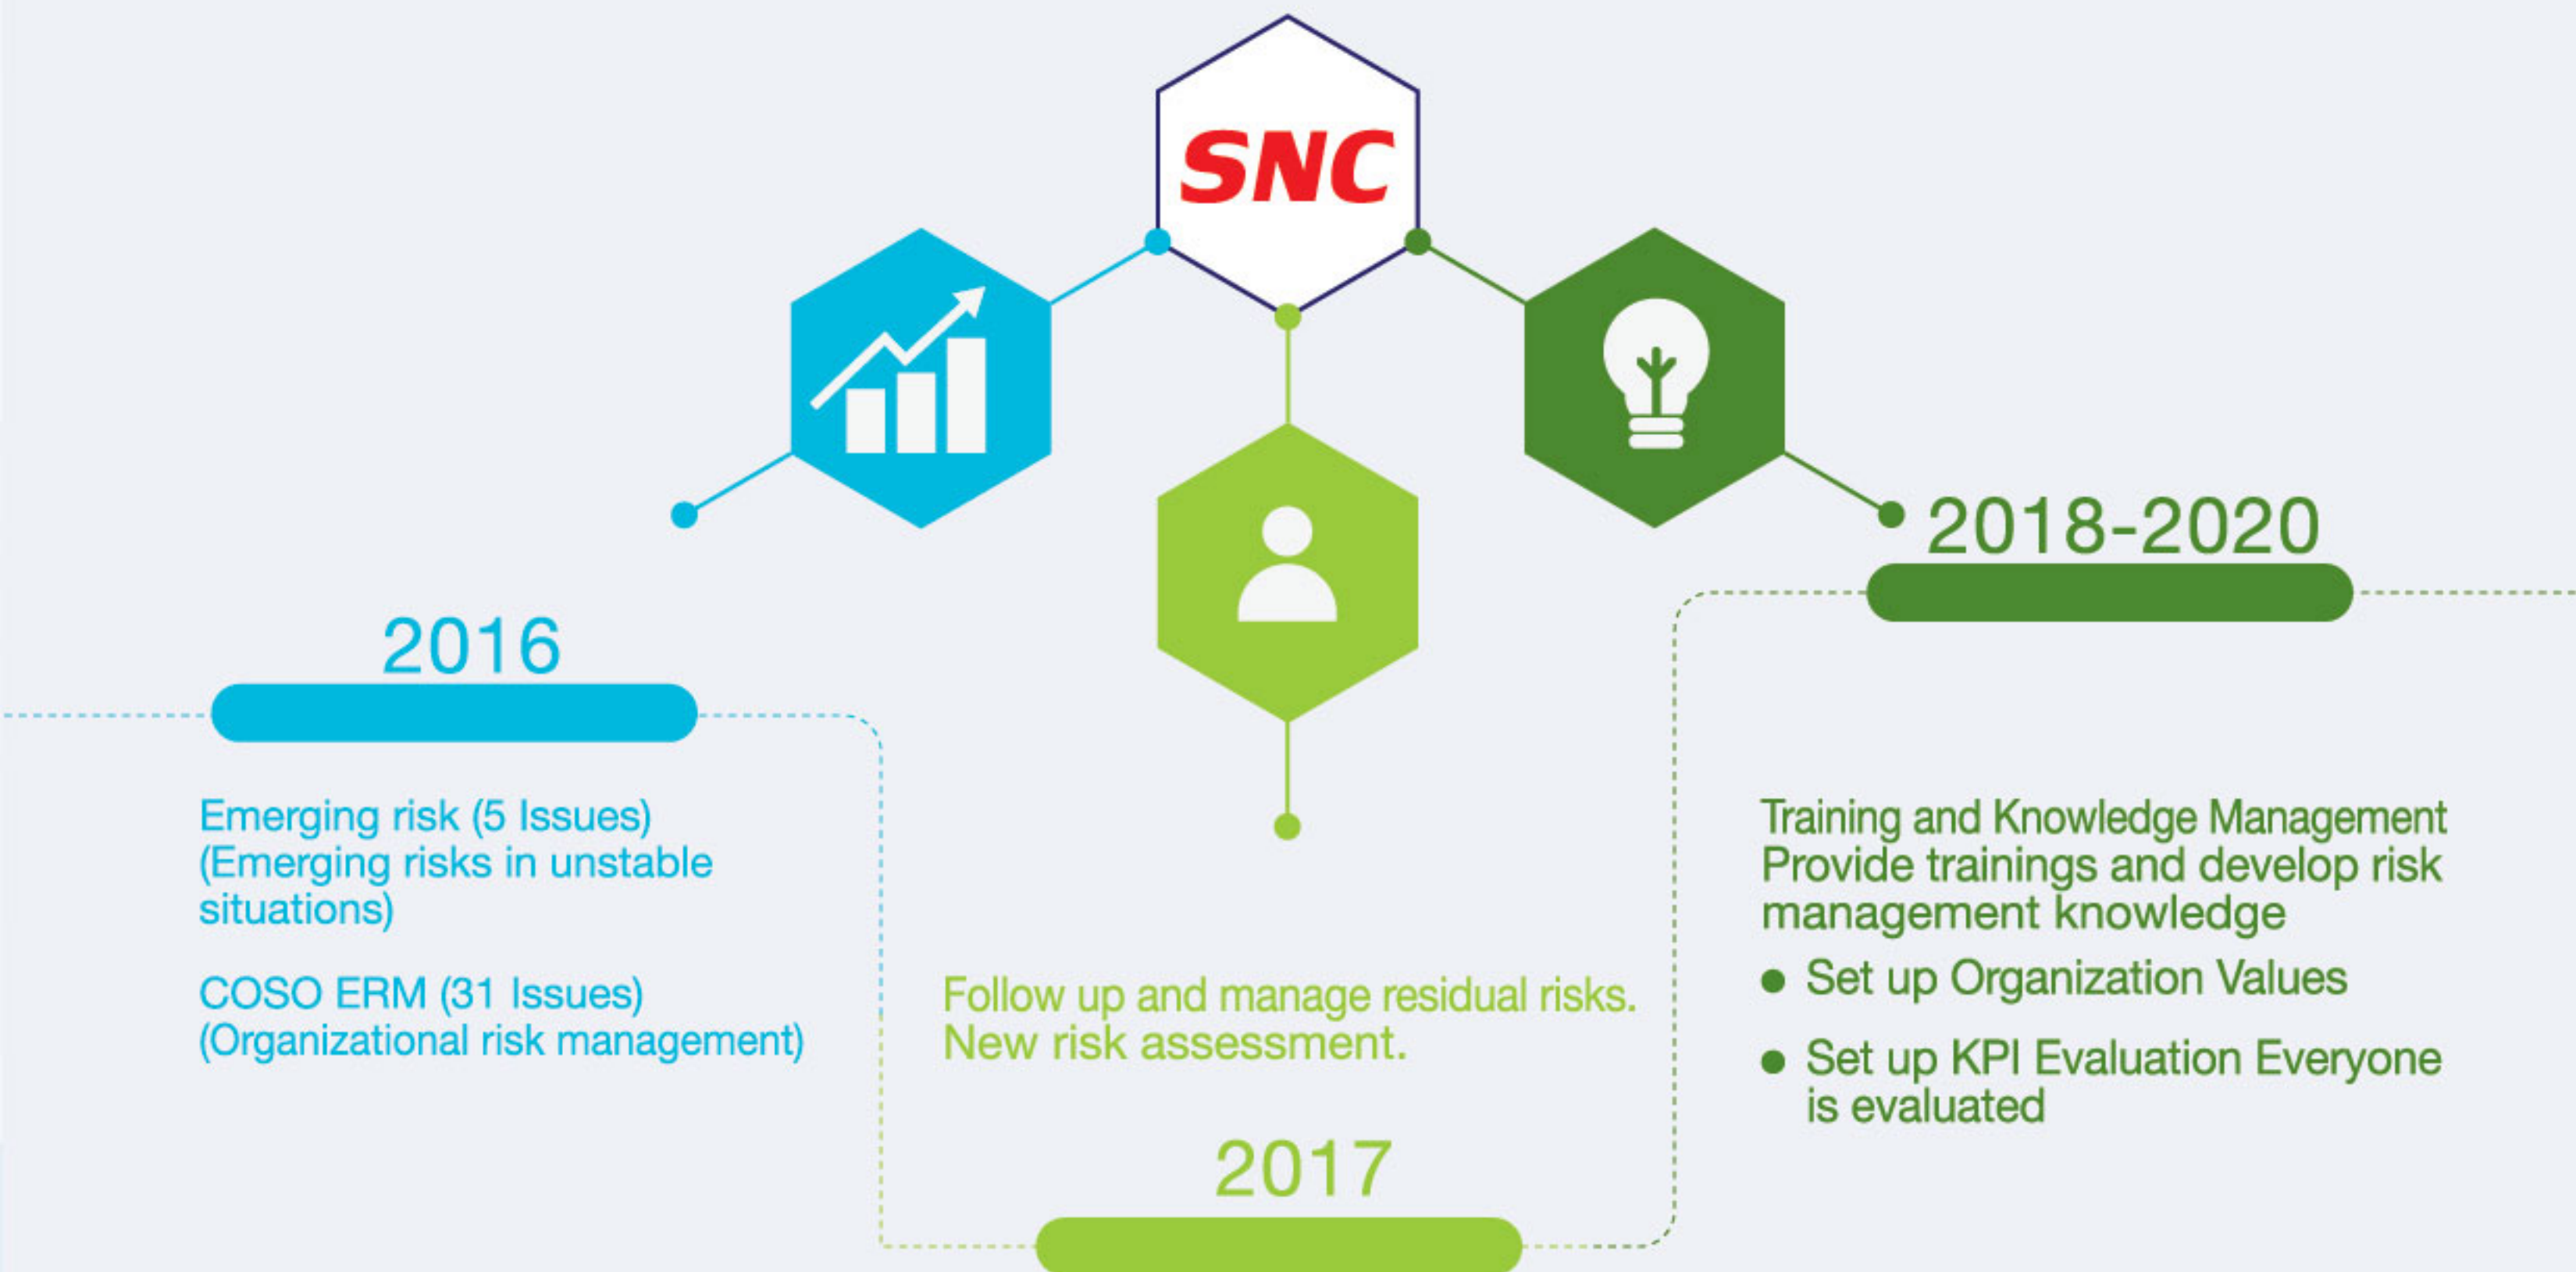 SNC
2016
Emerging risk (5 Issues)
(Emerging risks in unstable
situations)
COSO ERM (31 Issues)
(Organizational risk management)
Follow up and manage residual risks.
New risk assessment.
2017
2018-2020
Training and Knowledge Management
Provide trainings and develop risk
management knowledge
● Set up Organization Values
● Set up KPI Evaluation Everyone
is evaluated